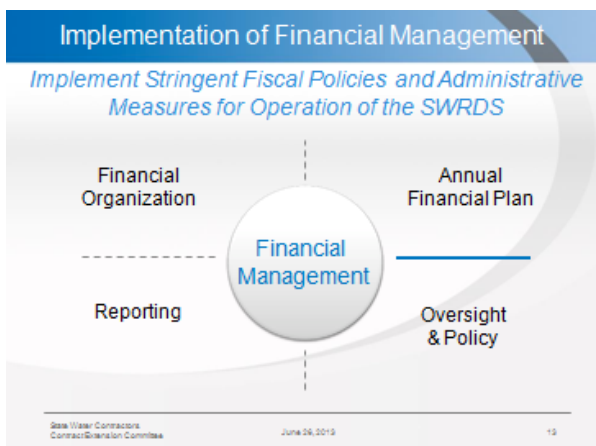 Implementation of Financial Management
Implement Stringent Fiscal Policies and Administrative
Measures for Operation of the SWRDS
Financial
Organization
Annual
Financial Plan
Financial
Management
Reporting
Oversight
& Policy
State Water Contractors
Contract Extension Committee
June 26, 2013
13